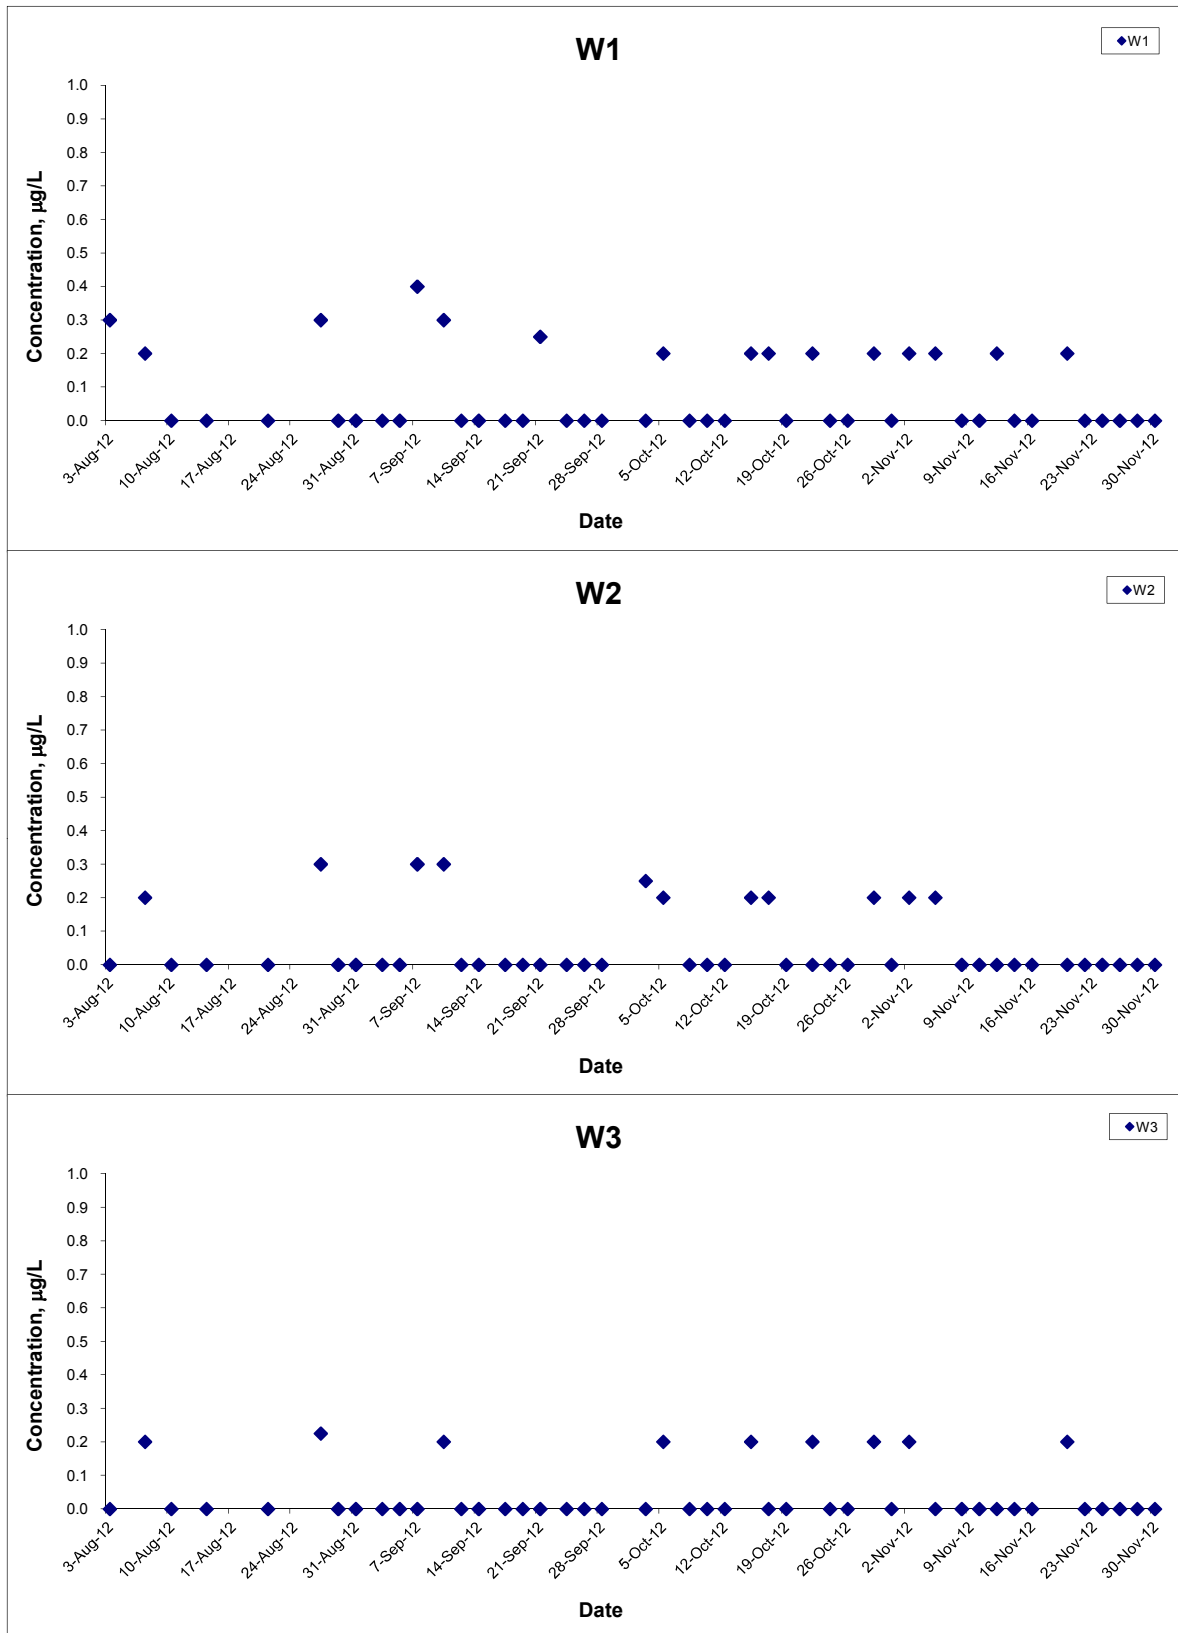 W1
W1
1.0
0.9
0.8
0.7
0.6
0.5
0.4
0.3
0.2
0.1
0.0
Concentration, µg/L
3-Aug-12
10-Aug-12
17-Aug-12
24-Aug-12
31-Aug-12
7-Sep-12
14-Sep-12
21-Sep-12
28-Sep-12
5-Oct-12
12-Oct-12
19-Oct-12
26-Oct-12
2-Nov-12
9-Nov-12
16-Nov-12
23-Nov-12
30-Nov-12
Date
W2
W2
1.0
0.9
0.8
0.7
0.6
0.5
0.4
0.3
0.2
0.1
0.0
Concentration, µg/L
3-Aug-12
10-Aug-12
17-Aug-12
24-Aug-12
31-Aug-12
7-Sep-12
14-Sep-12
21-Sep-12
28-Sep-12
5-Oct-12
12-Oct-12
19-Oct-12
26-Oct-12
2-Nov-12
9-Nov-12
16-Nov-12
23-Nov-12
30-Nov-12
Date
W3
W3
1.0
0.9
0.8
0.7
0.6
0.5
0.4
0.3
0.2
0.1
0.0
Concentration, µg/L
3-Aug-12
10-Aug-12
17-Aug-12
24-Aug-12
31-Aug-12
7-Sep-12
14-Sep-12
21-Sep-12
28-Sep-12
5-Oct-12
12-Oct-12
19-Oct-12
26-Oct-12
2-Nov-12
9-Nov-12
16-Nov-12
23-Nov-12
30-Nov-12
Date